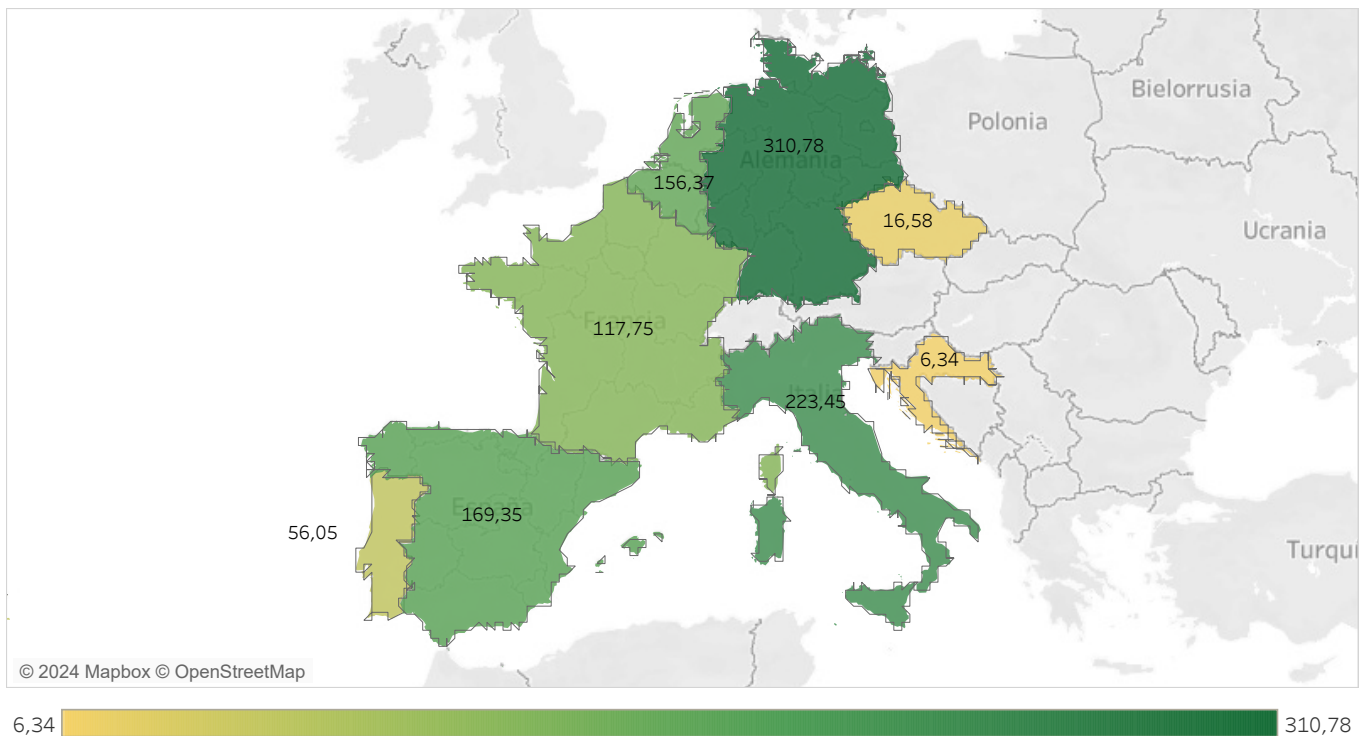 Bielorrusia
Polonia
310,78
Alemania
156,37
16,58
Ucrania
Francia
117,75
6,34
Italia
223,45
España
169,35
56,05
Turqu
© 2024 Mapbox © OpenStreetMap
6,34
310,78